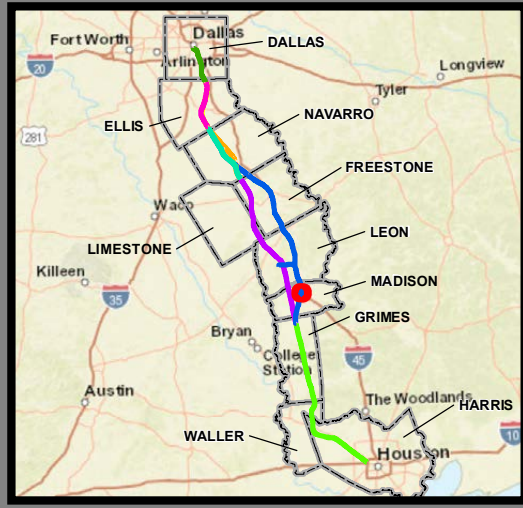 Dallas
DALLAS
Fort Worth
Arlington
Longview
20
Tyler
281
ELLIS
NAVARRO
FREESTONE
Waco
LEON
LIMESTONE
Killeen
MADISON
35
GRIMES
Bryan
College
Station
45
Austin
The Woodlands
HARRIS
WALLER
10
Houston